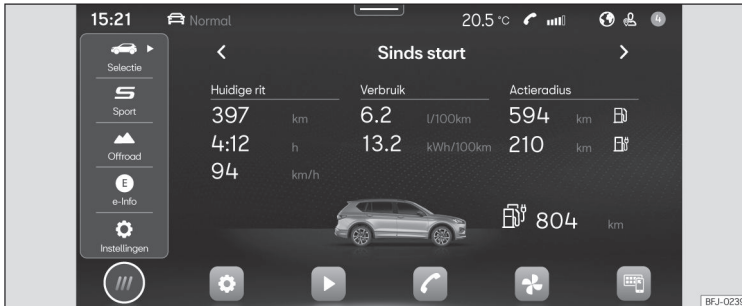 15:21 Normal 20.5 °C 4
Selectie
Sinds start
Sport
Offroad
E
e-Info
Instellingen
Huidige rit Verbruik Actieradius
397 km 6.2 l/100km 594 km
4:12 h 13.2 kWh/100km 210 km
94 km/h
804 km
BFJ-0239